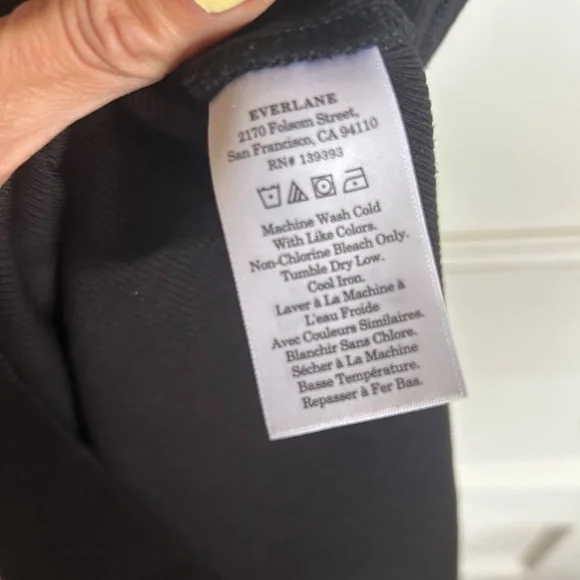 EVERLANE
2170 Folsom Street,
San Francisco, CA 94110
RN# 139393
Machine Wash Cold
With Like Colors.
Non-Chlorine Bleach Only.
Tumble Dry Low.
Cool Iron.
Laver à La Machine à
L'eau Froide
Avec Couleurs Similaires.
Blanchir Sans Chlore.
Sécher à La Machine
Basse Température.
Repasser à Fer Bas.